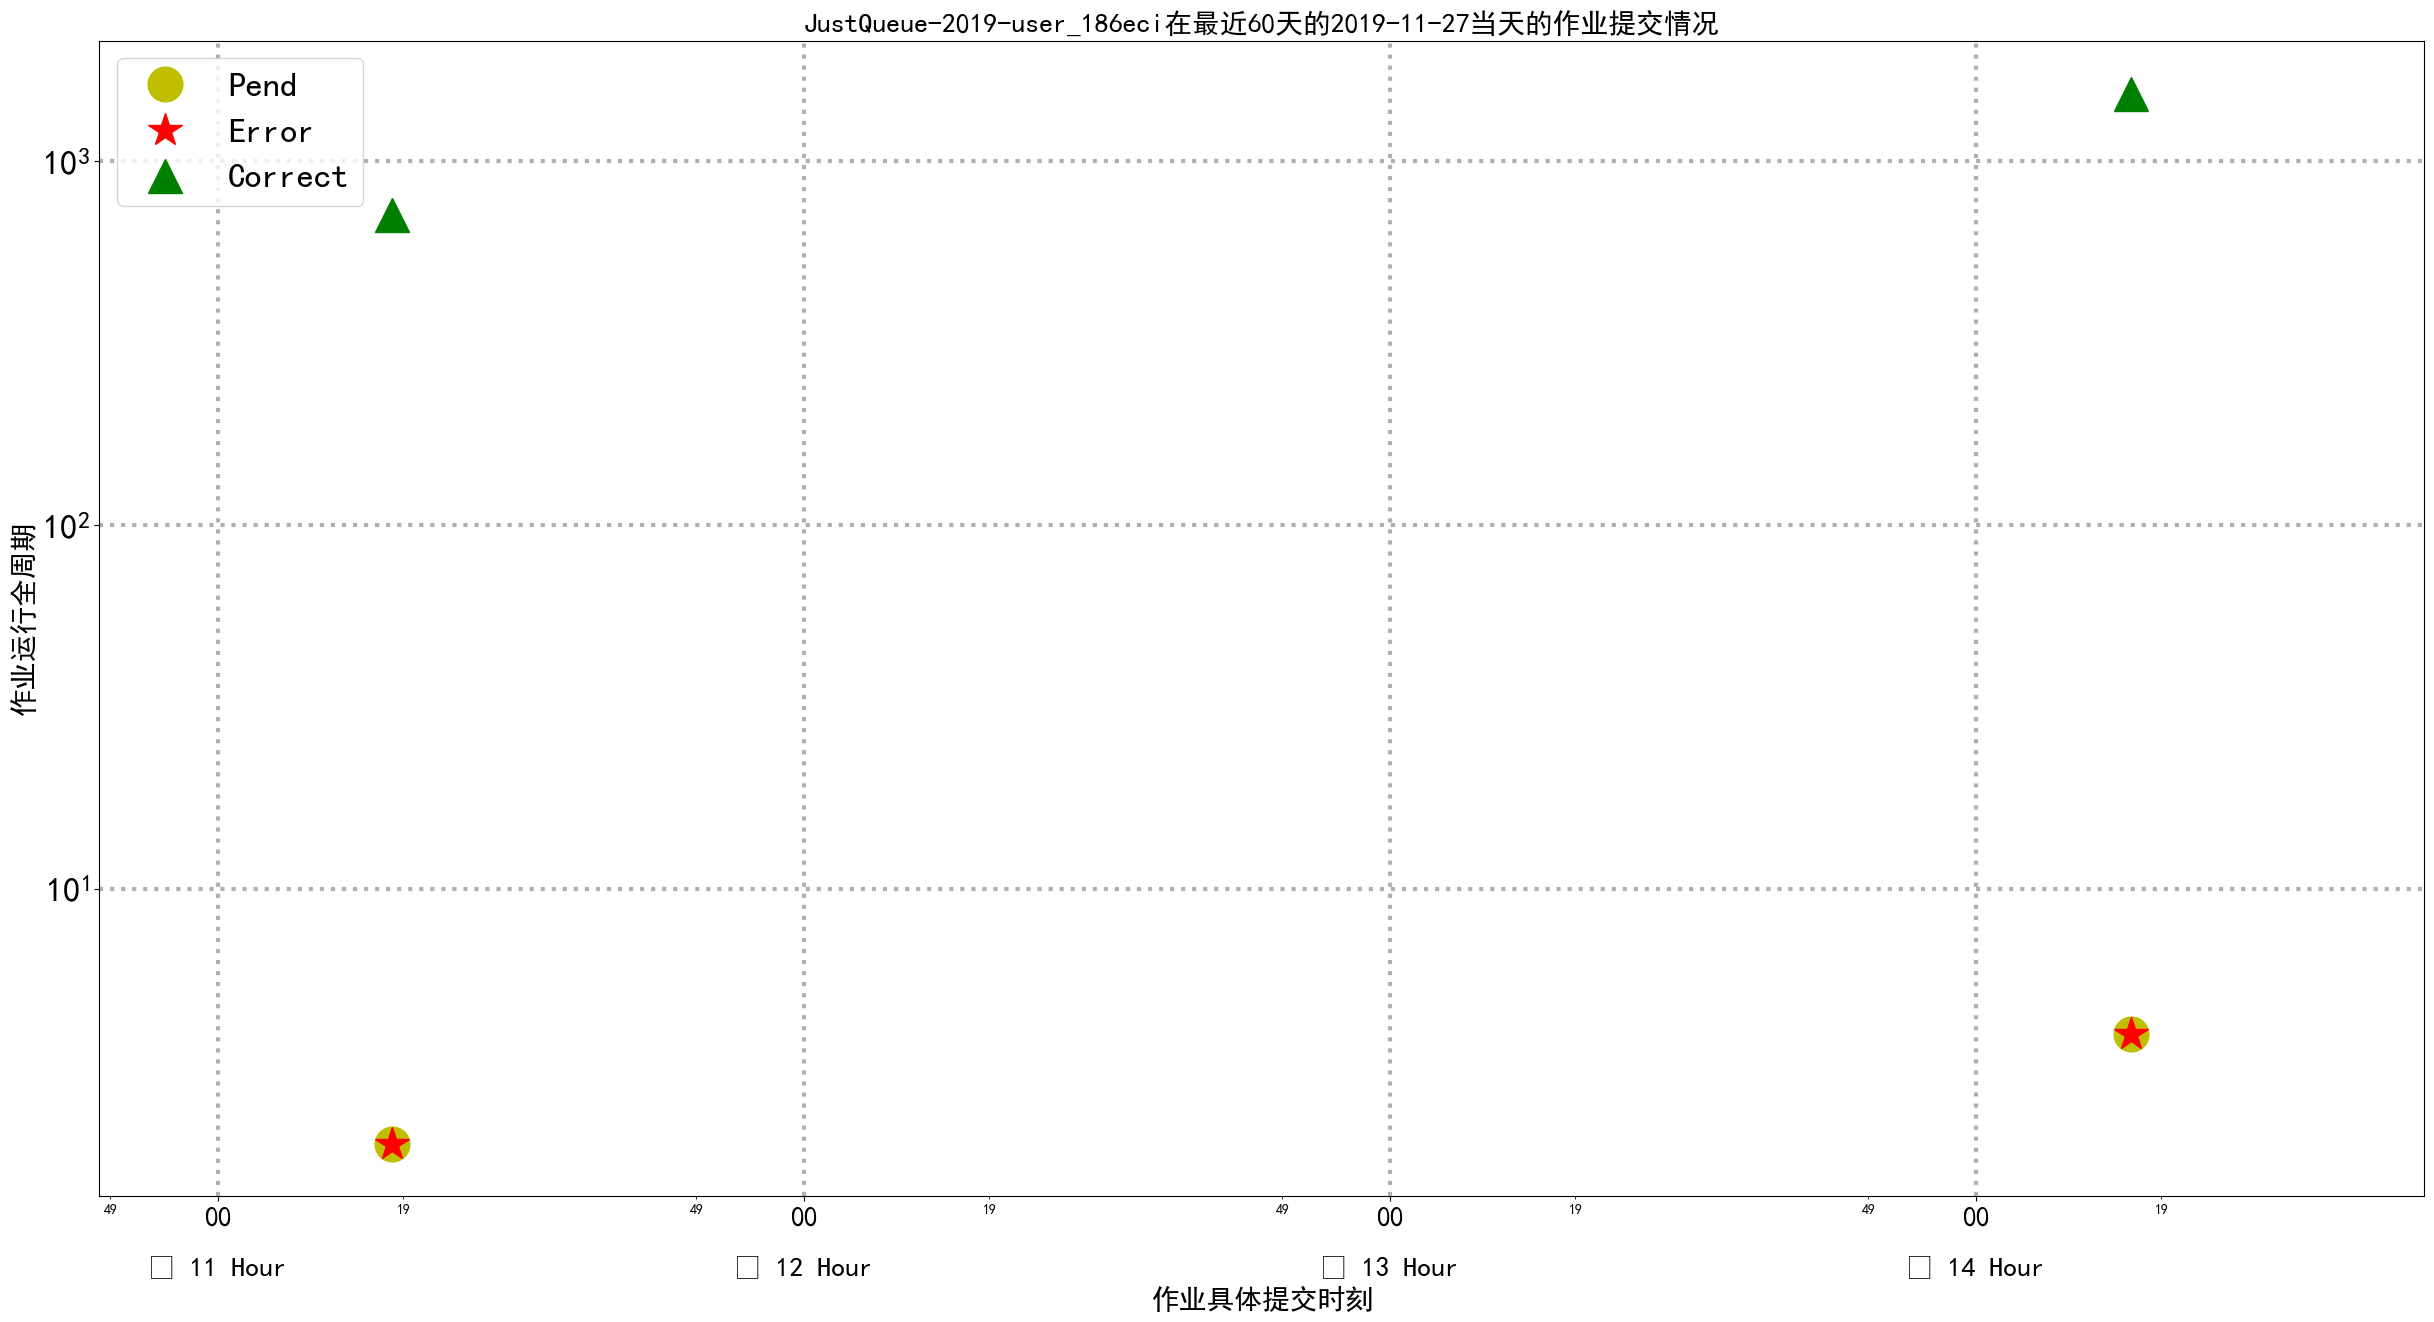 JustQueue-2019-user_186eci在最近60天的2019-11-27当天的作业提交情况
Pend
Error
Correct
10³
10²
10¹
作业运行全周期
49 00 19 49 00 19 49 00 19 49 00 19
□ 11 Hour □ 12 Hour □ 13 Hour □ 14 Hour
作业具体提交时刻